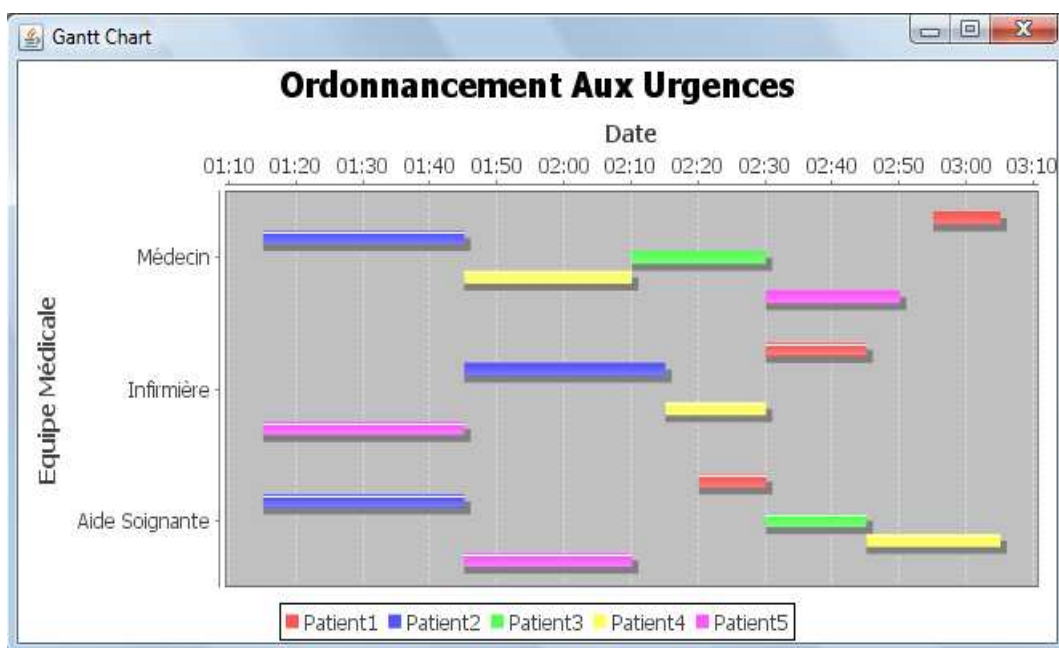 Gantt Chart
Ordonnancement Aux Urgences
Date
01:10 01:20 01:30 01:40 01:50 02:00 02:10 02:20 02:30 02:40 02:50 03:00 03:10
Equipe Médicale
Médecin
Infirmière
Aide Soignante
Patient1 Patient2 Patient3 Patient4 Patient5